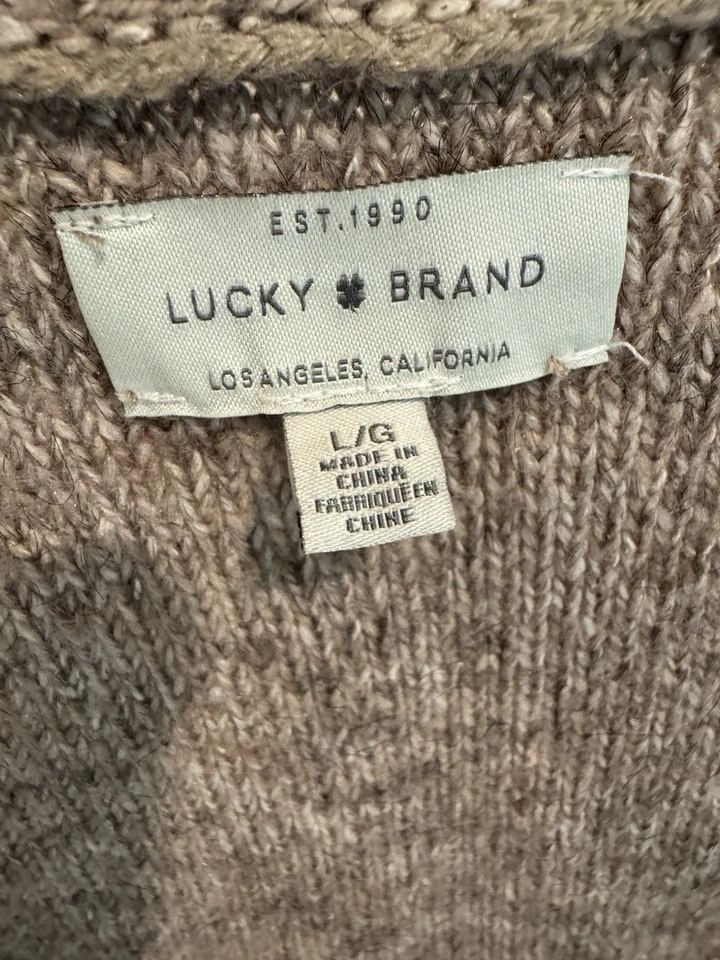 EST.1990
LUCKY BRAND
LOS ANGELES, CALIFORNIA
L/G
MADE IN
CHINA
FABRIQUÉ EN
CHINE